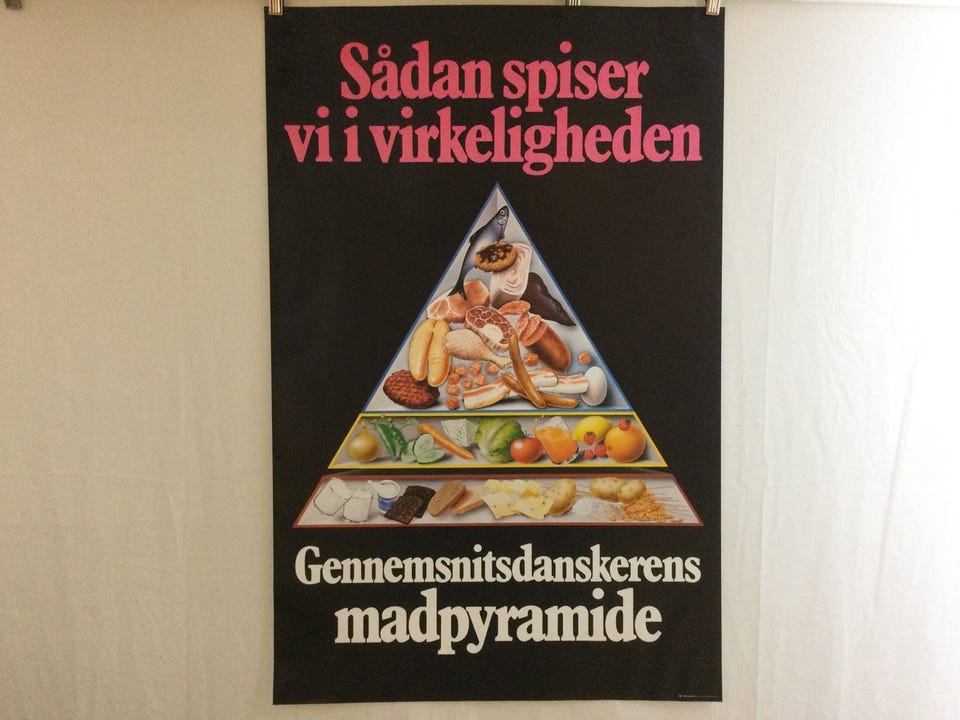 Sådan spiser
vi i virkeligheden
Gennemsnitsdanskerens
madpyramide